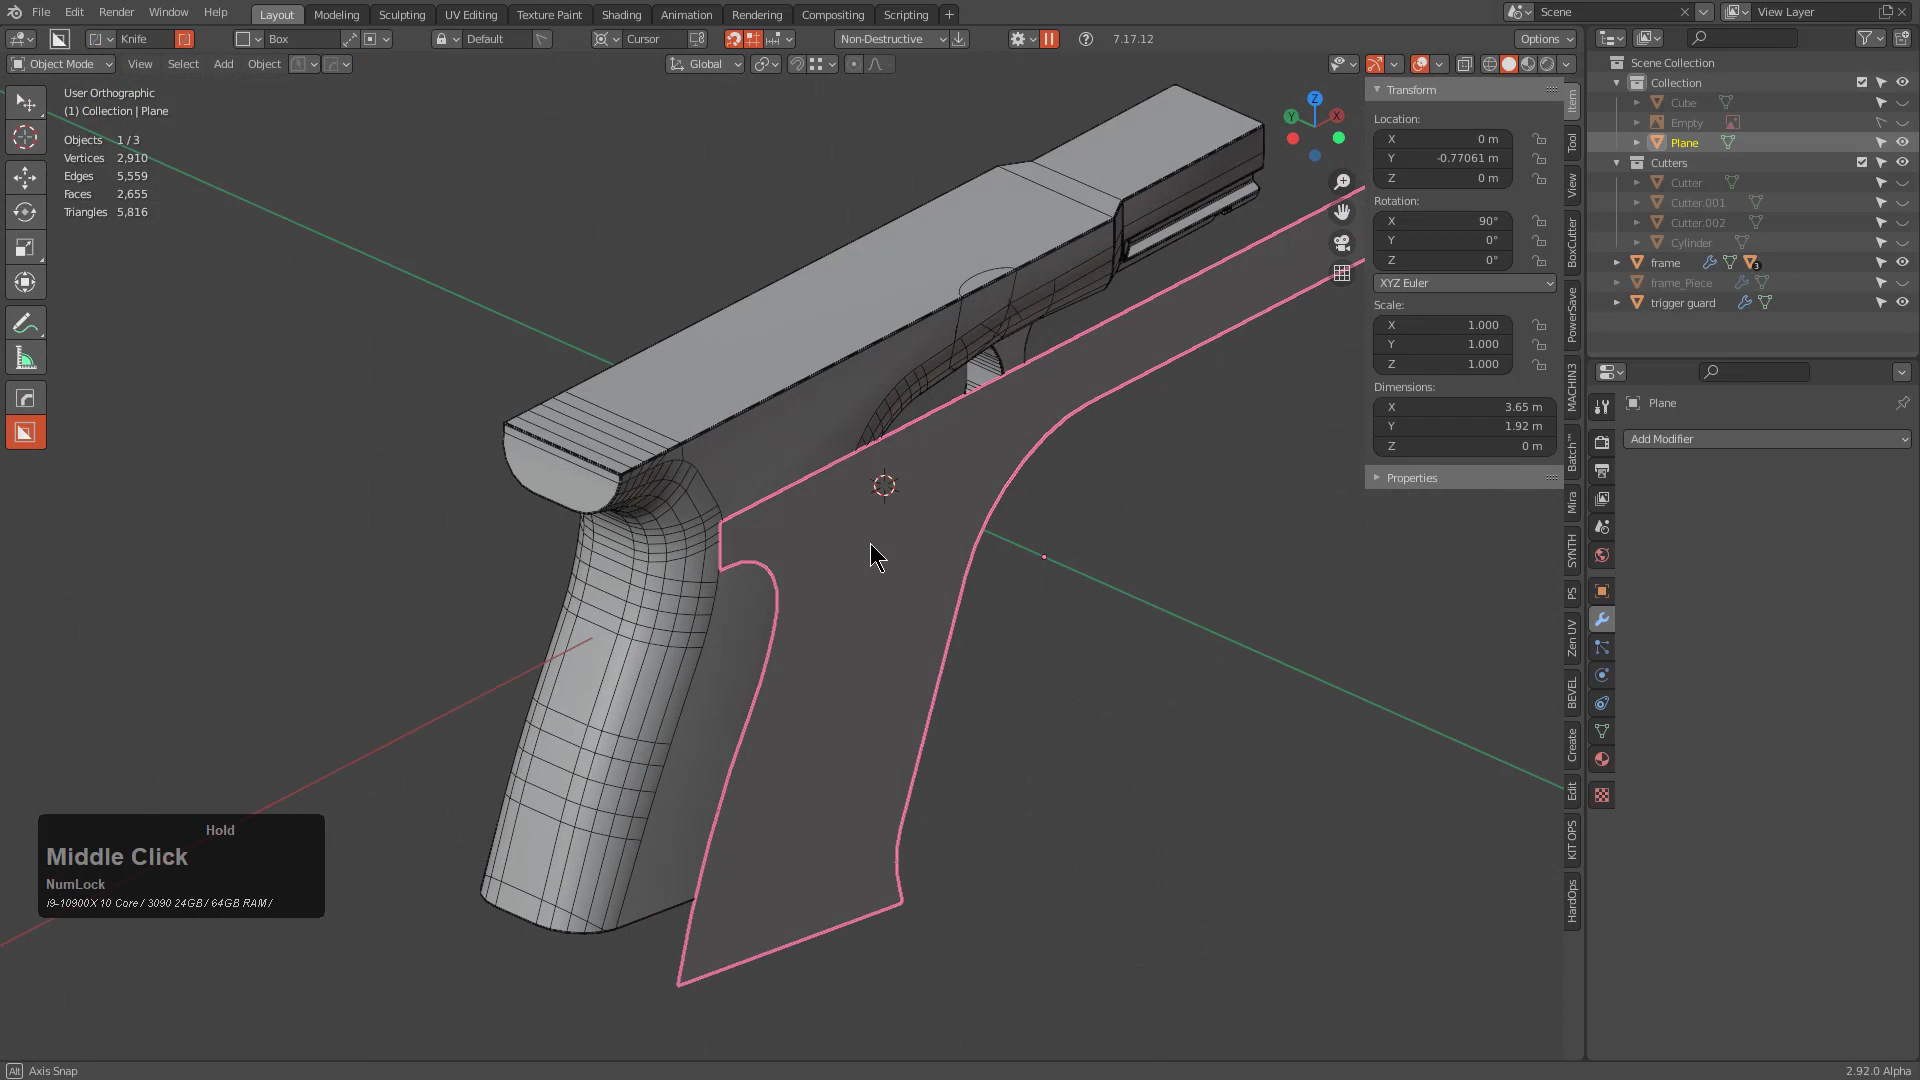 File Edit Render Window Help Layout Modeling Sculpting UV Editing Texture Paint Shading Animation Rendering Compositing Scripting + Scene View Layer
Knife Box Default Cursor Non-Destructive 7.17.12 Options
Object Mode View Select Add Object Global
User Orthographic
(1) Collection | Plane
Objects 1 / 3
Vertices 2,910
Edges 5,559
Faces 2,655
Triangles 5,816
Z
Y
X
Transform
Location:
X 0 m
Y -0.77061 m
Z 0 m
Rotation:
X 90°
Y 0°
Z 0°
XYZ Euler
Scale:
X 1.000
Y 1.000
Z 1.000
Dimensions:
X 3.65 m
Y 1.92 m
Z 0 m
Properties
Item
Tool
View
BoxCutter
PowerSave
MACHIN3
Batch™
Mira
SYNTH
PS
Zen UV
BEVEL
Create
Edit
KIT OPS
HardOps
Scene Collection
Collection
Cube
Empty
Plane
Cutters
Cutter
Cutter.001
Cutter.002
Cylinder
frame 3
frame_Piece
trigger guard
Plane
Add Modifier
Hold
Middle Click
NumLock
i9-10900X 10 Core / 3090 24GB / 64GB RAM /
Alt Axis Snap
2.92.0 Alpha